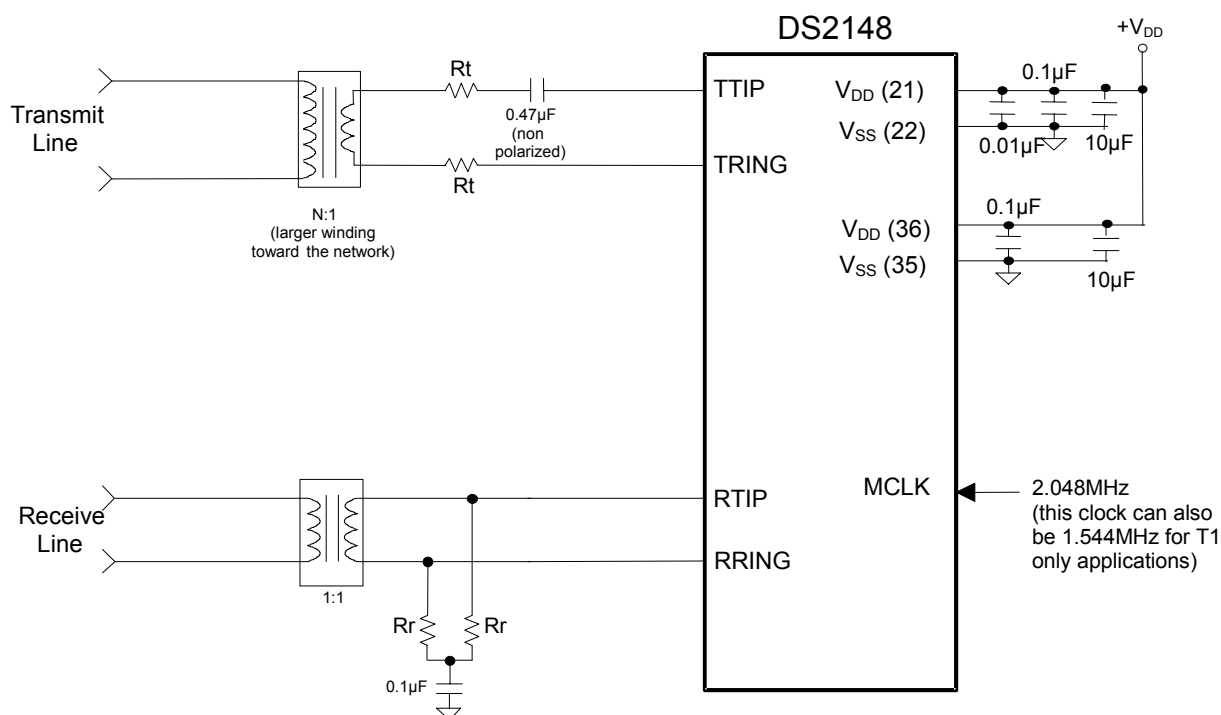 DS2148
+VDD
Transmit
Line
Rt
0.47µF
(non
polarized)
Rt
N:1
(larger winding
toward the network)
TTIP
TRING
VDD (21)
VSS (22)
0.1µF
0.01µF
10µF
VDD (36)
VSS (35)
0.1µF
10µF
Receive
Line
1:1
RTIP
RRING
MCLK
2.048MHz
(this clock can also
be 1.544MHz for T1
only applications)
Rr
Rr
0.1µF